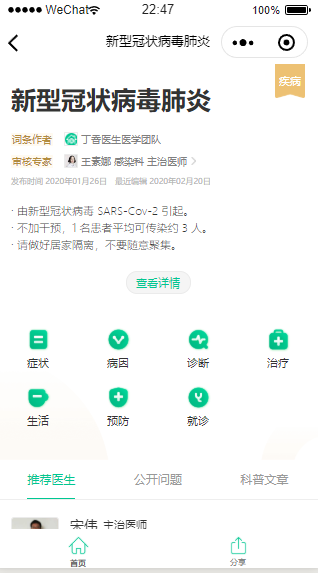 WeChat 22:47 100%
新型冠状病毒肺炎
疾病
新型冠状病毒肺炎
词条作者 丁香医生医学团队
审核专家 王豪娜 感染科 主治医师
发布时间 2020年01月26日 最近编辑 2020年02月20日
· 由新型冠状病毒 SARS-Cov-2 引起。
· 不加干预，1 名患者平均可传染约 3 人。
· 请做好居家隔离，不要随意聚集。
查看详情
症状 病因 诊断 治疗
生活 预防 就诊
推荐医生 公开问题 科普文章
宋伟 主治医师
首页 分享